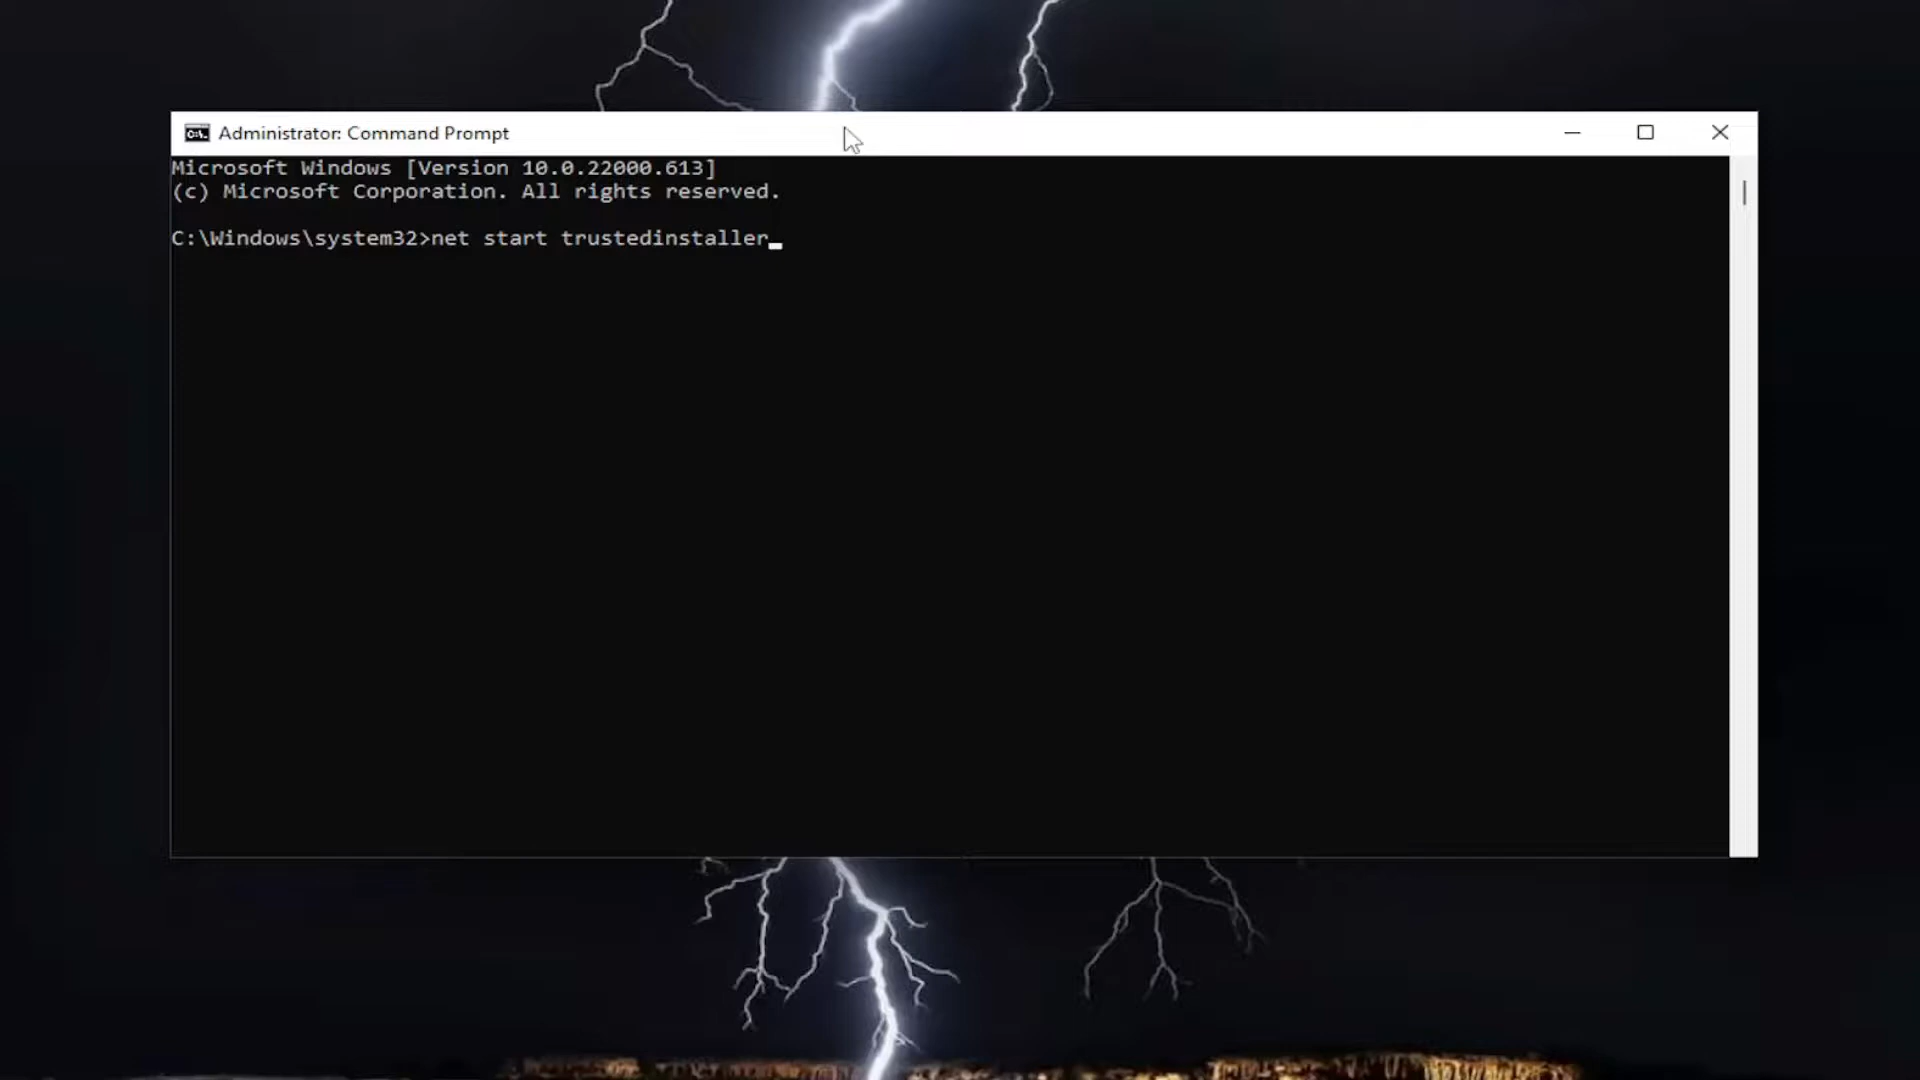 Administrator: Command Prompt
Microsoft Windows [Version 10.0.22000.613]
(c) Microsoft Corporation. All rights reserved.
C:\Windows\system32>net start trustedinstaller